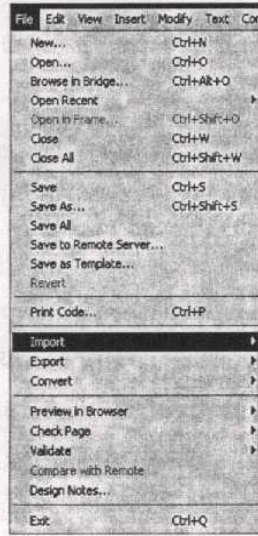 File Edit View Insert Modify Text Co
New... Ctrl+N
Open... Ctrl+O
Browse in Bridge... Ctrl+Alt+O
Open Recent
Open in Frame... Ctrl+Shift+O
Close Ctrl+W
Close All Ctrl+Shift+W
Save Ctrl+S
Save As... Ctrl+Shift+S
Save All
Save to Remote Server...
Save as Template...
Revert
Print Code... Ctrl+P
Import
Export
Convert
Preview in Browser
Check Page
Validate
Compare with Remote
Design Notes...
Exit Ctrl+Q